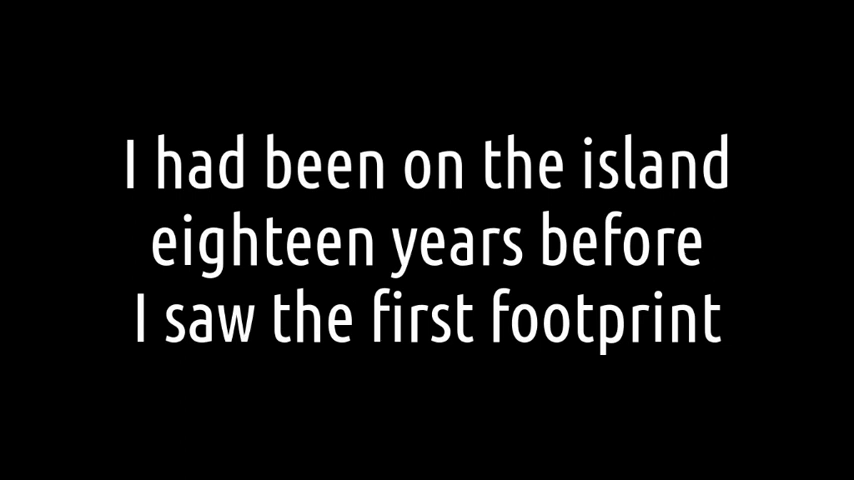 I had been on the island
eighteen years before
I saw the first footprint